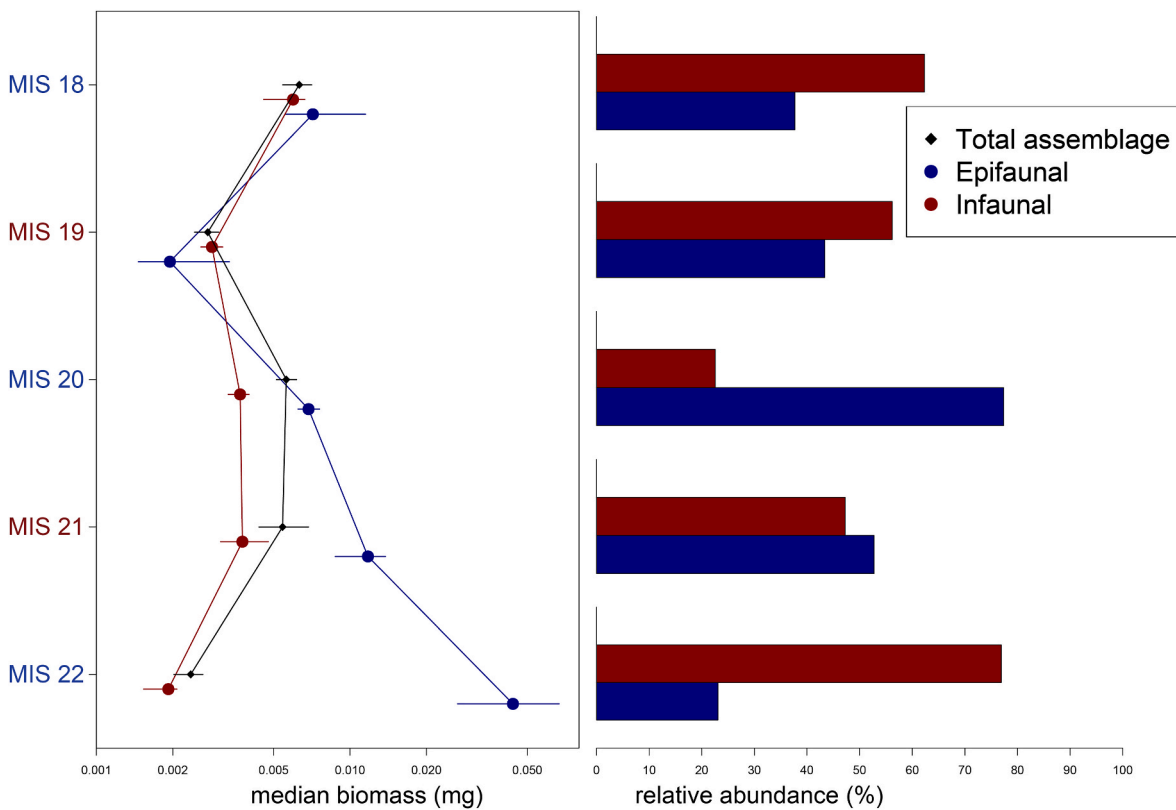 MIS 18
MIS 19
MIS 20
MIS 21
MIS 22
0.001 0.002 0.005 0.010 0.020 0.050
median biomass (mg)
Total assemblage
Epifaunal
Infaunal
0 10 20 30 40 50 60 70 80 90 100
relative abundance (%)